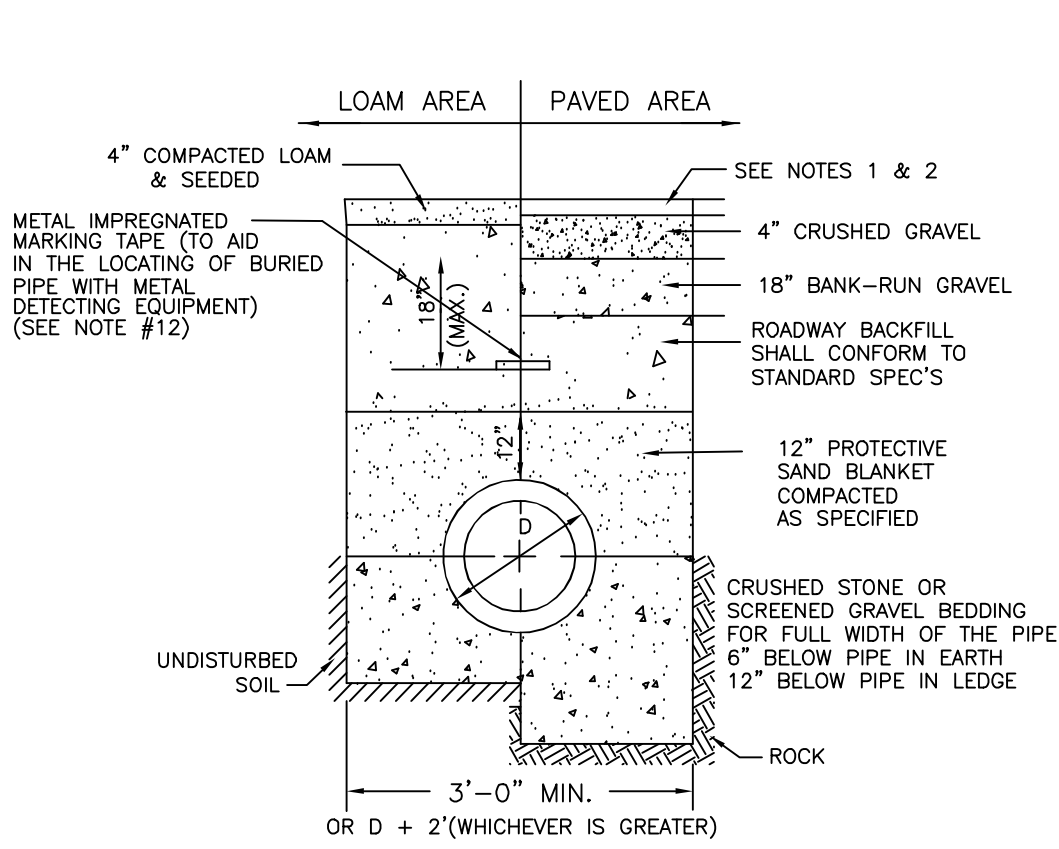 LOAM AREA
PAVED AREA
4” COMPACTED LOAM
& SEEDED
SEE NOTES 1 & 2
METAL IMPREGNATED
MARKING TAPE (TO AID
IN THE LOCATING OF BURIED
PIPE WITH METAL
DETECTING EQUIPMENT)
(SEE NOTE #12)
4” CRUSHED GRAVEL
18” BANK-RUN GRAVEL
18”
(MAX.)
ROADWAY BACKFILL
SHALL CONFORM TO
STANDARD SPEC'S
12”
12” PROTECTIVE
SAND BLANKET
COMPACTED
AS SPECIFIED
D
CRUSHED STONE OR
SCREENED GRAVEL BEDDING
FOR FULL WIDTH OF THE PIPE
6” BELOW PIPE IN EARTH
12” BELOW PIPE IN LEDGE
UNDISTURBED
SOIL
ROCK
3'-0” MIN.
OR D + 2'(WHICHEVER IS GREATER)